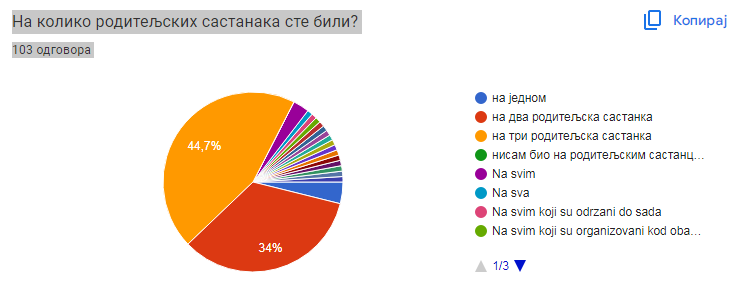 На колико родитељских састанака сте били?
Копирај
103 одговора
44,7%
34%
на једном
на два родитељска састанка
на три родитељска састанка
нисам био на родитељским састанц…
Na svim
Na sva
Na svim koji su odrzani do sada
Na svim koji su organizovani kod oba…
1/3